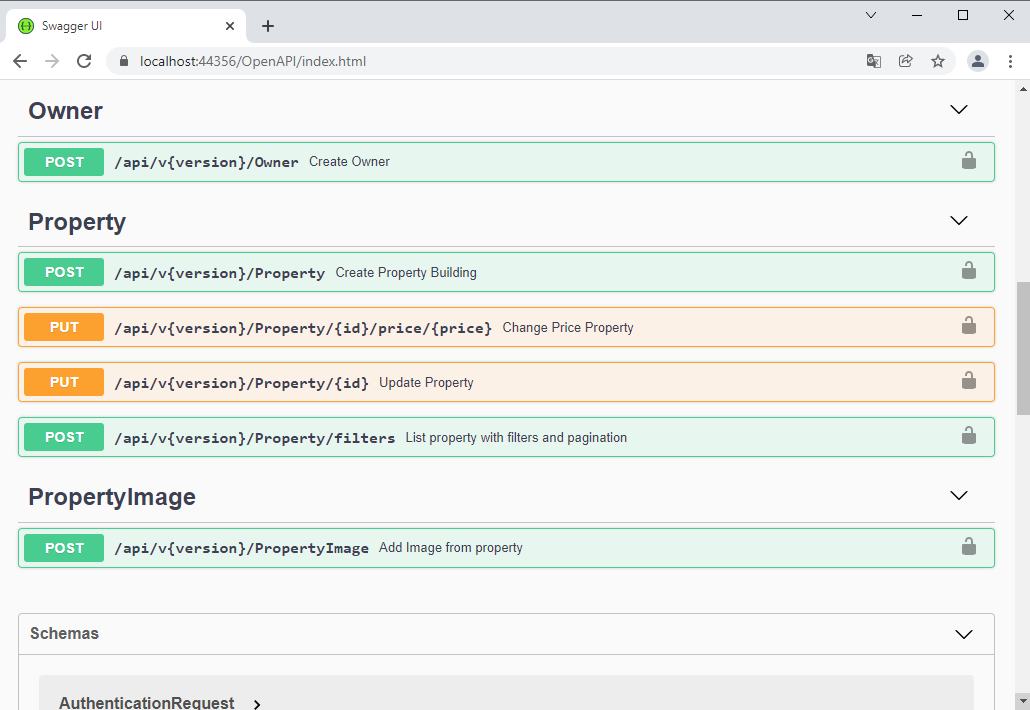 Swagger UI
localhost:44356/OpenAPI/index.html
Owner
POST /api/v{version}/Owner Create Owner
Property
POST /api/v{version}/Property Create Property Building
PUT /api/v{version}/Property/{id}/price/{price} Change Price Property
PUT /api/v{version}/Property/{id} Update Property
POST /api/v{version}/Property/filters List property with filters and pagination
PropertyImage
POST /api/v{version}/PropertyImage Add Image from property
Schemas
AuthenticationRequest